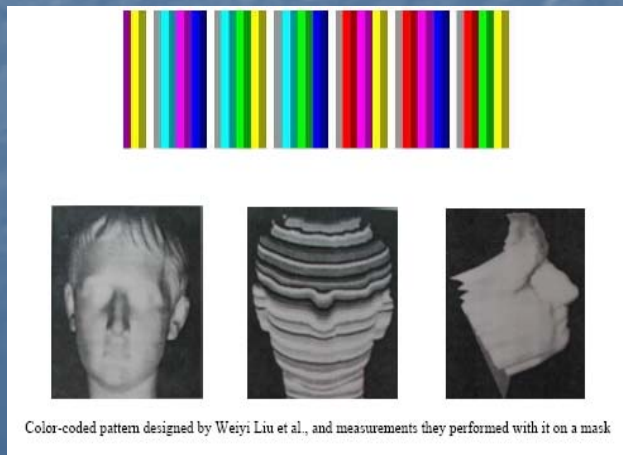 Color-coded pattern designed by Weiyi Liu et al., and measurements they performed with it on a mask